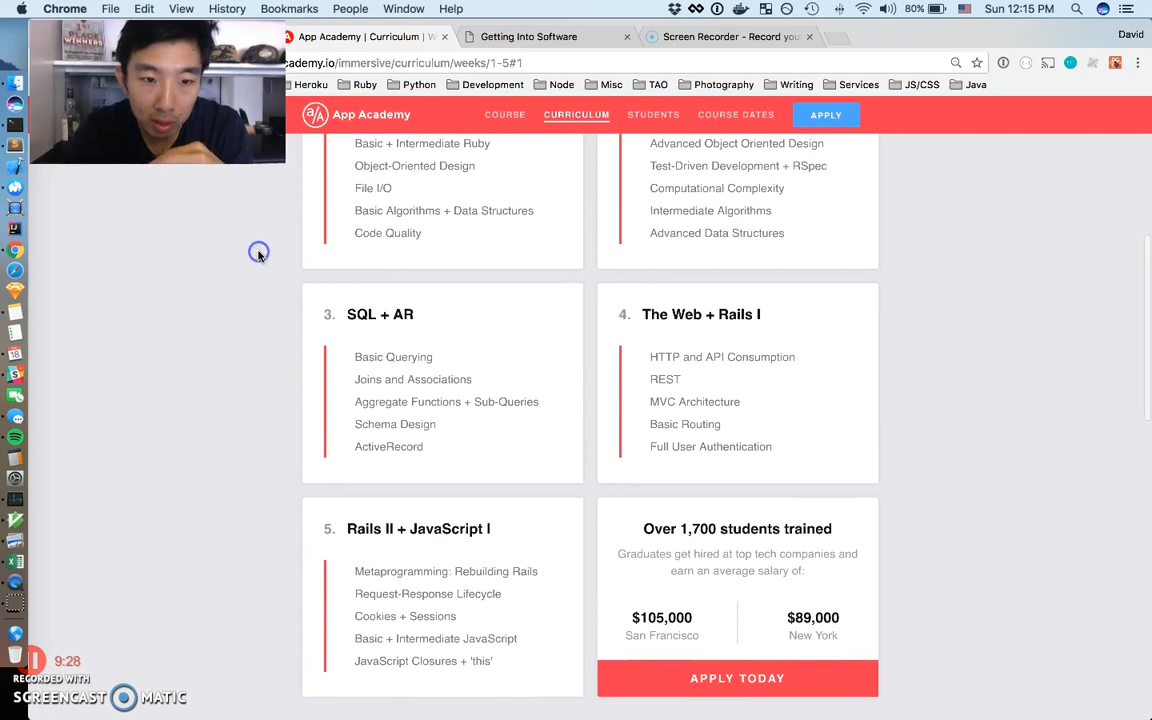 Chrome File Edit View History Bookmarks People Window Help
80% Sun 12:15 PM
App Academy | Curriculum | W
Getting Into Software
Screen Recorder - Record you
David
cademy.io/immersive/curriculum/weeks/1-5#1
Heroku Ruby Python Development Node Misc TAO Photography Writing Services JS/CSS Java
a/A App Academy
COURSE CURRICULUM STUDENTS COURSE DATES APPLY
Basic + Intermediate Ruby
Object-Oriented Design
File I/O
Basic Algorithms + Data Structures
Code Quality
Advanced Object Oriented Design
Test-Driven Development + RSpec
Computational Complexity
Intermediate Algorithms
Advanced Data Structures
3. SQL + AR
Basic Querying
Joins and Associations
Aggregate Functions + Sub-Queries
Schema Design
ActiveRecord
4. The Web + Rails I
HTTP and API Consumption
REST
MVC Architecture
Basic Routing
Full User Authentication
5. Rails II + JavaScript I
Metaprogramming: Rebuilding Rails
Request-Response Lifecycle
Cookies + Sessions
Basic + Intermediate JavaScript
JavaScript Closures + 'this'
Over 1,700 students trained
Graduates get hired at top tech companies and
earn an average salary of:
$105,000
San Francisco
$89,000
New York
APPLY TODAY
9:28
RECORDED WITH
SCREENCAST MATIC